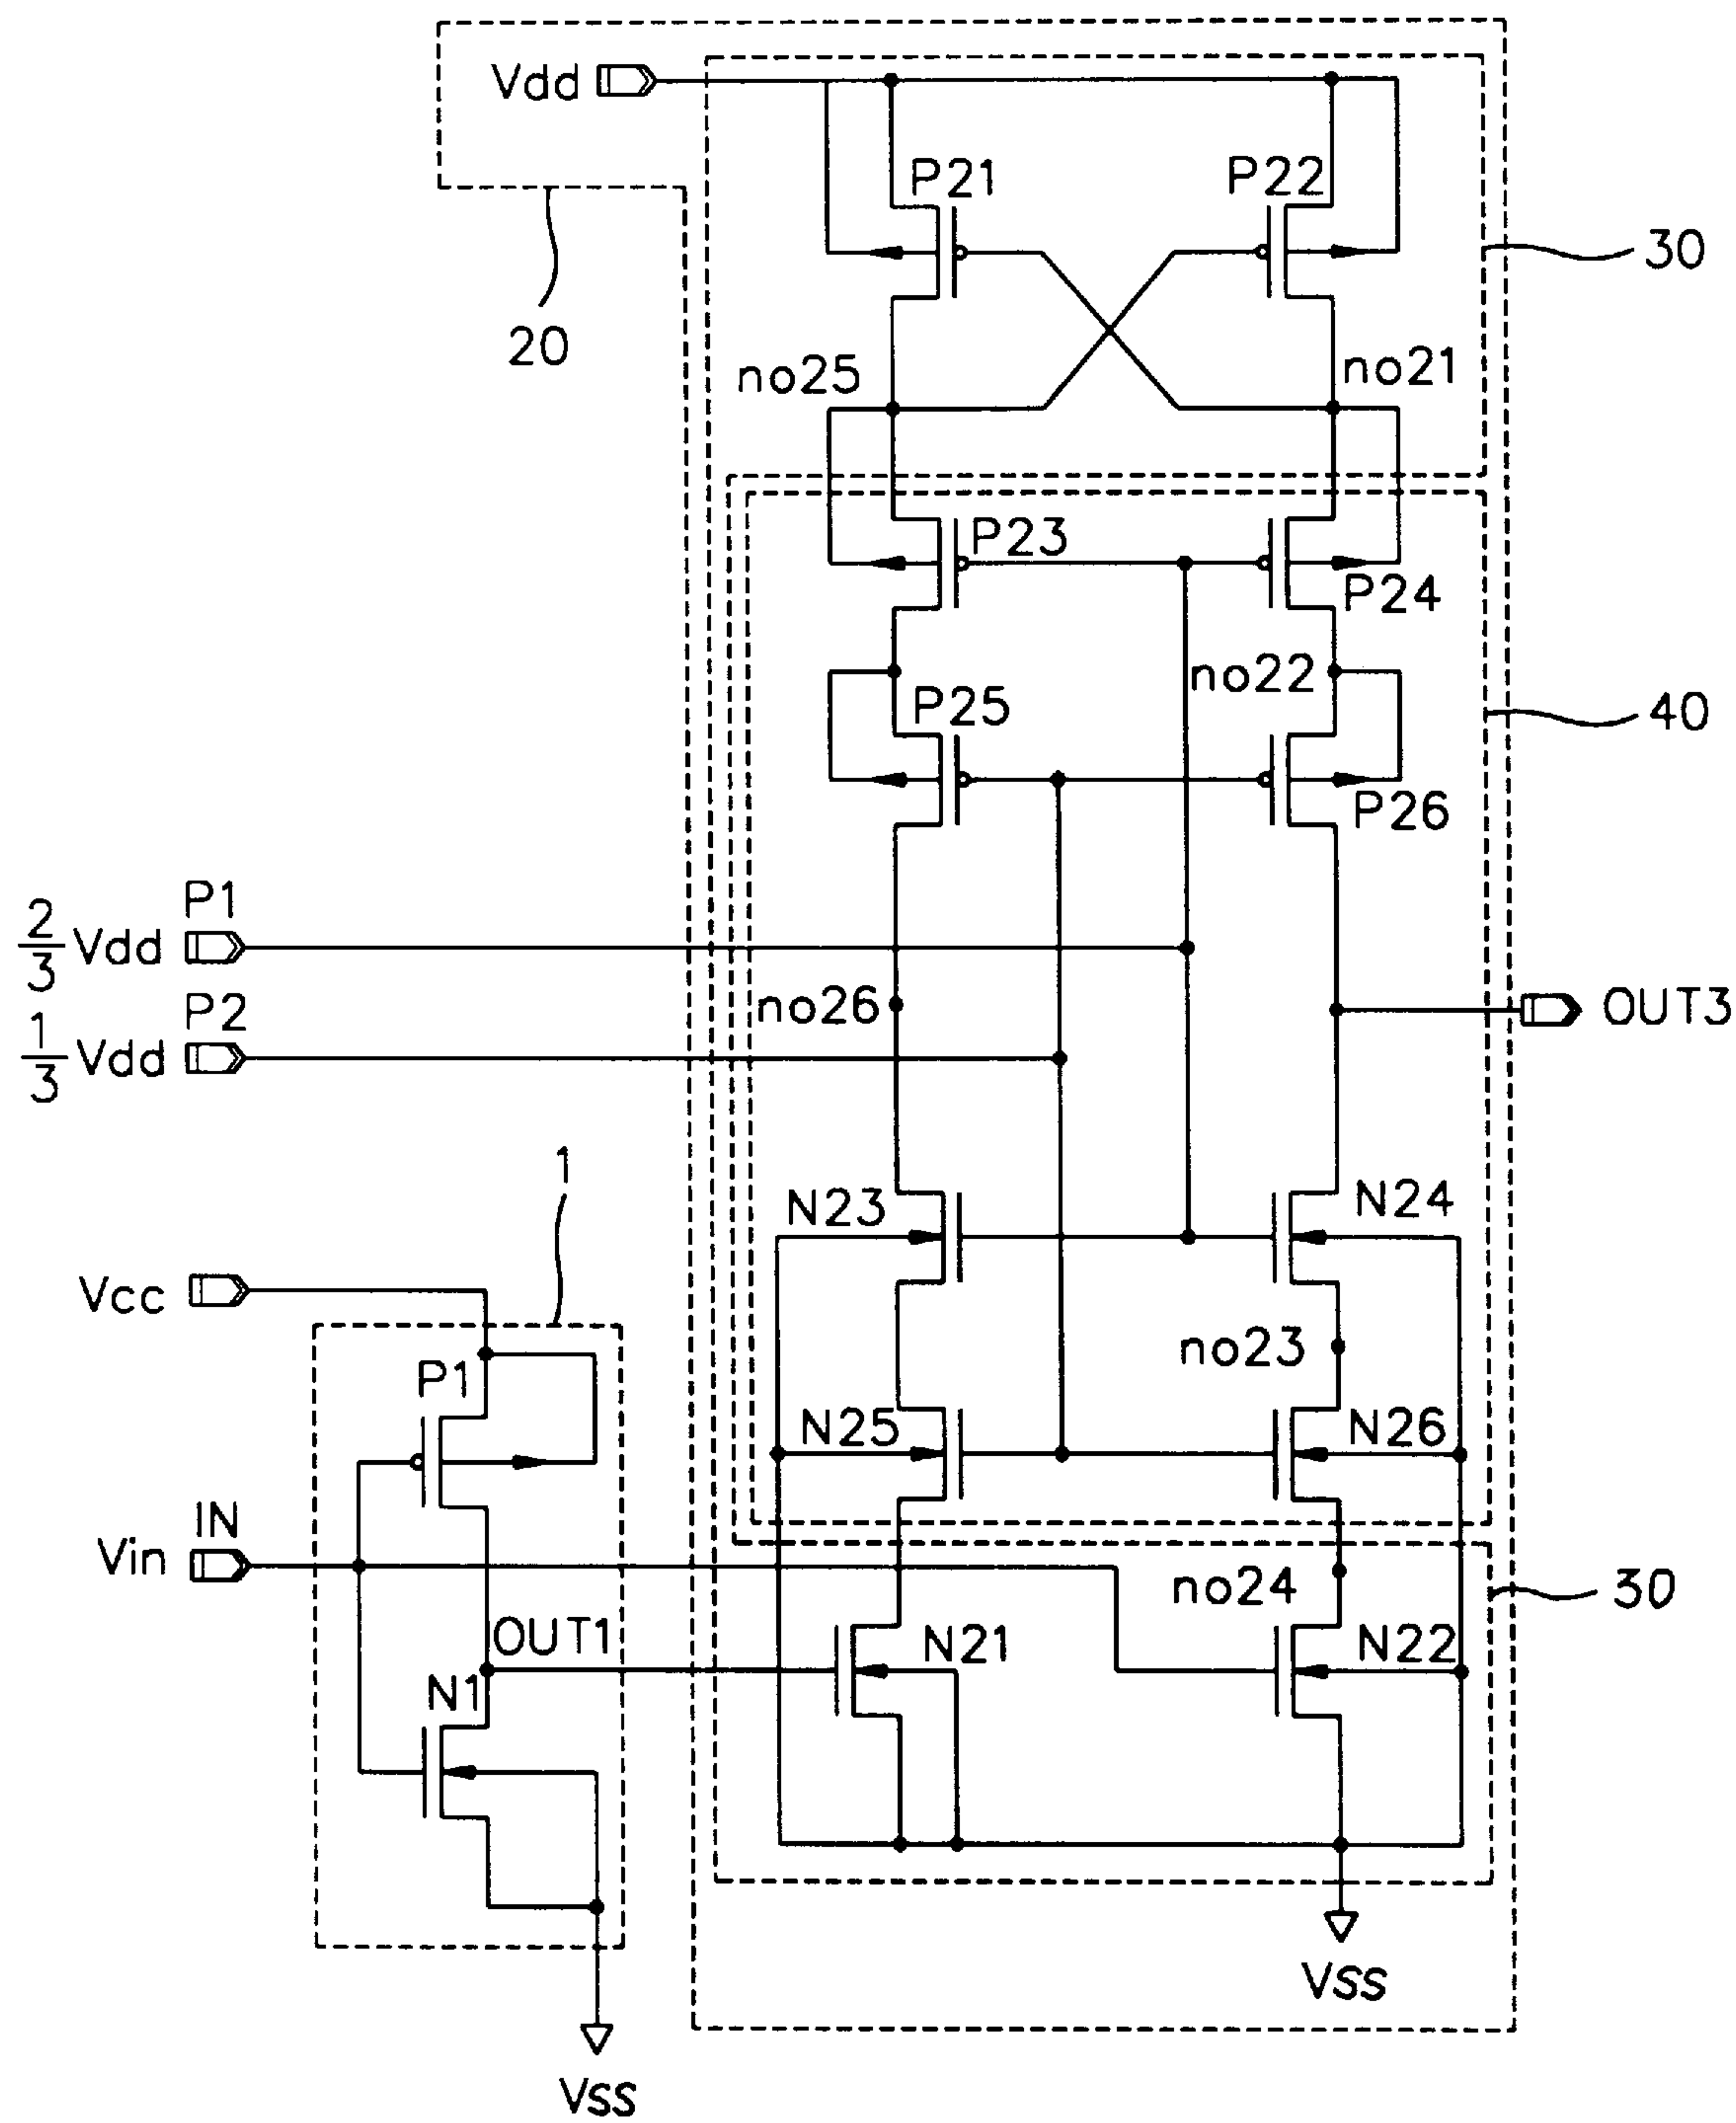 Vdd
P21
P22
30
20
no25
no21
P23
P24
no22
P25
40
P26
P1
2/3 Vdd
no26
OUT3
P2
1/3 Vdd
1
N23
N24
Vcc
no23
P1
N25
N26
IN
Vin
no24
30
OUT1
N21
N22
N1
Vss
Vss